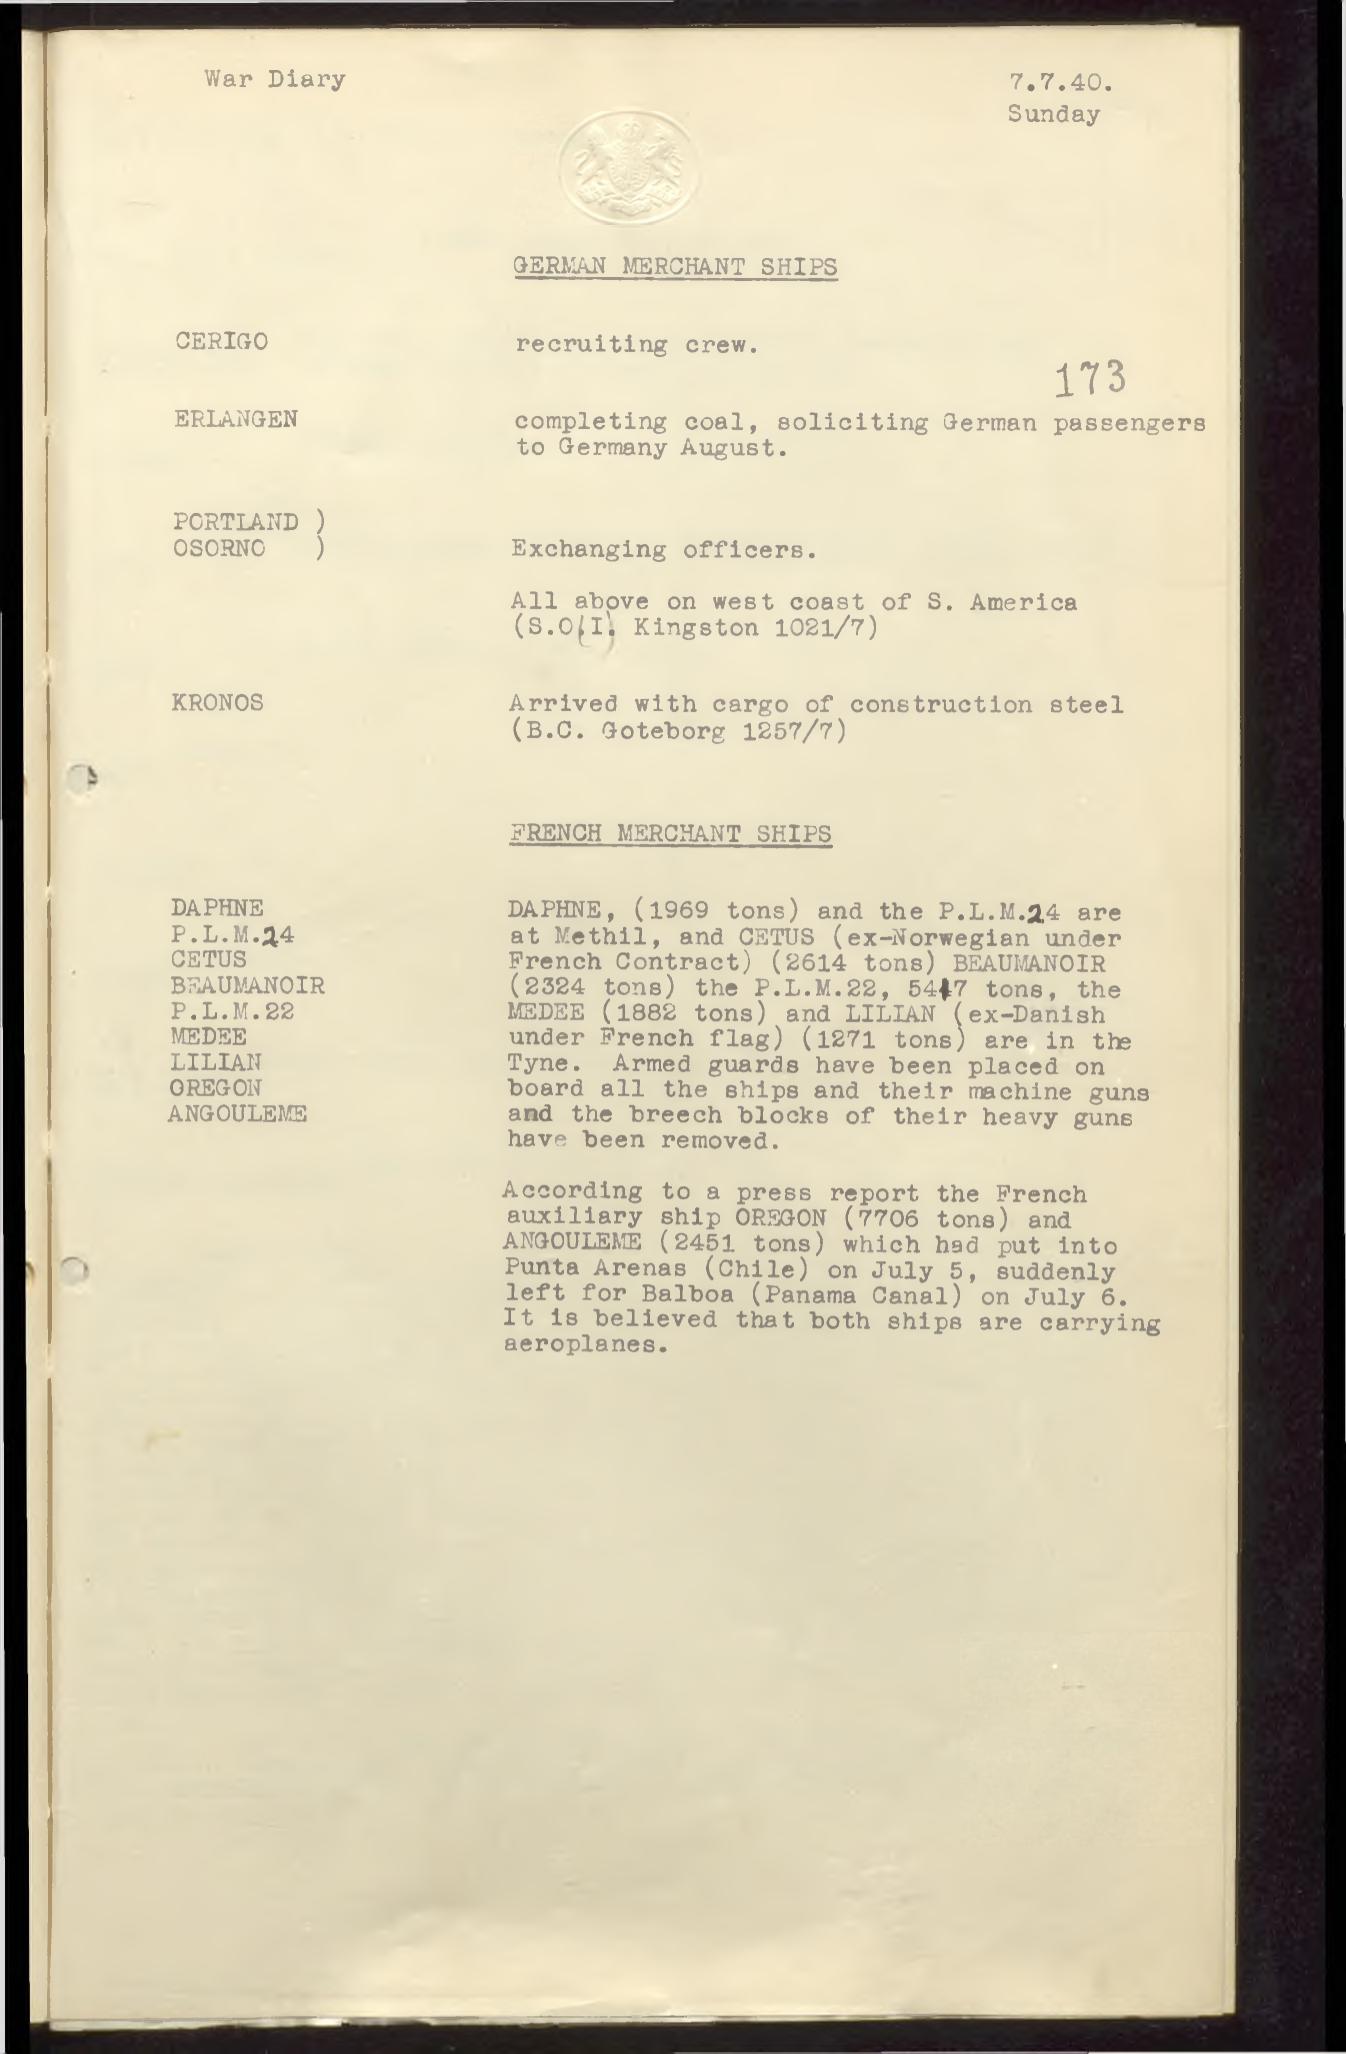 War Diary
7.7.40.
Sunday
GERMAN MERCHANT SHIPS
CERIGO recruiting crew.
173
ERLANGEN completing coal, soliciting German passengers
to Germany August.
PORTLAND )
OSORNO ) Exchanging officers.
All above on west coast of S. America
(S.O.(I). Kingston 1021/7)
KRONOS Arrived with cargo of construction steel
(B.C. Goteborg 1257/7)
FRENCH MERCHANT SHIPS
DAPHNE
P.L.M.24
CETUS
BEAUMANOIR
P.L.M.22
MEDEE
LILIAN
OREGON
ANGOULEME
DAPHNE, (1969 tons) and the P.L.M.24 are
at Methil, and CETUS (ex-Norwegian under
French Contract) (2614 tons) BEAUMANOIR
(2324 tons) the P.L.M.22, 5447 tons, the
MEDEE (1882 tons) and LILIAN (ex-Danish
under French flag) (1271 tons) are in the
Tyne. Armed guards have been placed on
board all the ships and their machine guns
and the breech blocks of their heavy guns
have been removed.
According to a press report the French
auxiliary ship OREGON (7706 tons) and
ANGOULEME (2451 tons) which had put into
Punta Arenas (Chile) on July 5, suddenly
left for Balboa (Panama Canal) on July 6.
It is believed that both ships are carrying
aeroplanes.